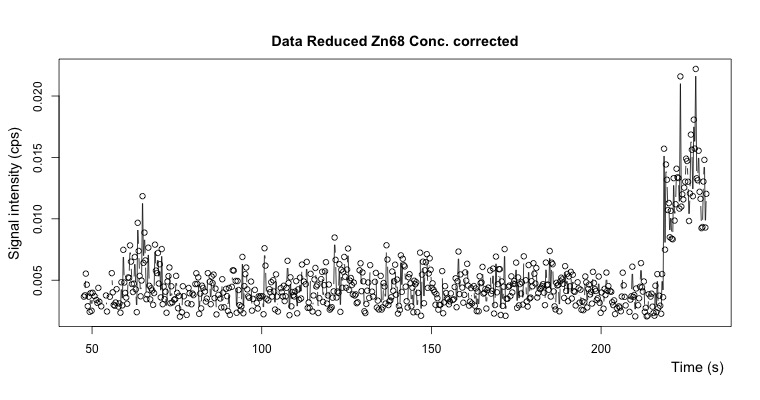 Data Reduced Zn68 Conc. corrected
Signal intensity (cps)
0.020
0.015
0.010
0.005
50 100 150 200
Time (s)